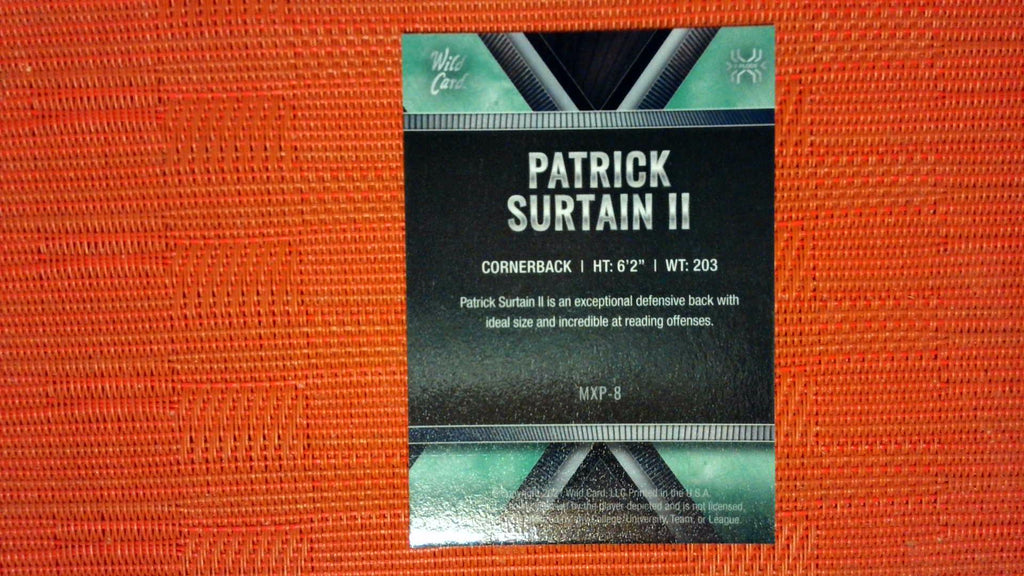 Wild
Card
PATRICK
SURTAIN II
CORNERBACK | HT: 6'2" | WT: 203
Patrick Surtain II is an exceptional defensive back with
ideal size and incredible at reading offenses.
MXP-8
Wild Card, LLC Printed in the U.S.A.
by the player depicted and is not licensed,
College/University, Team, or League.